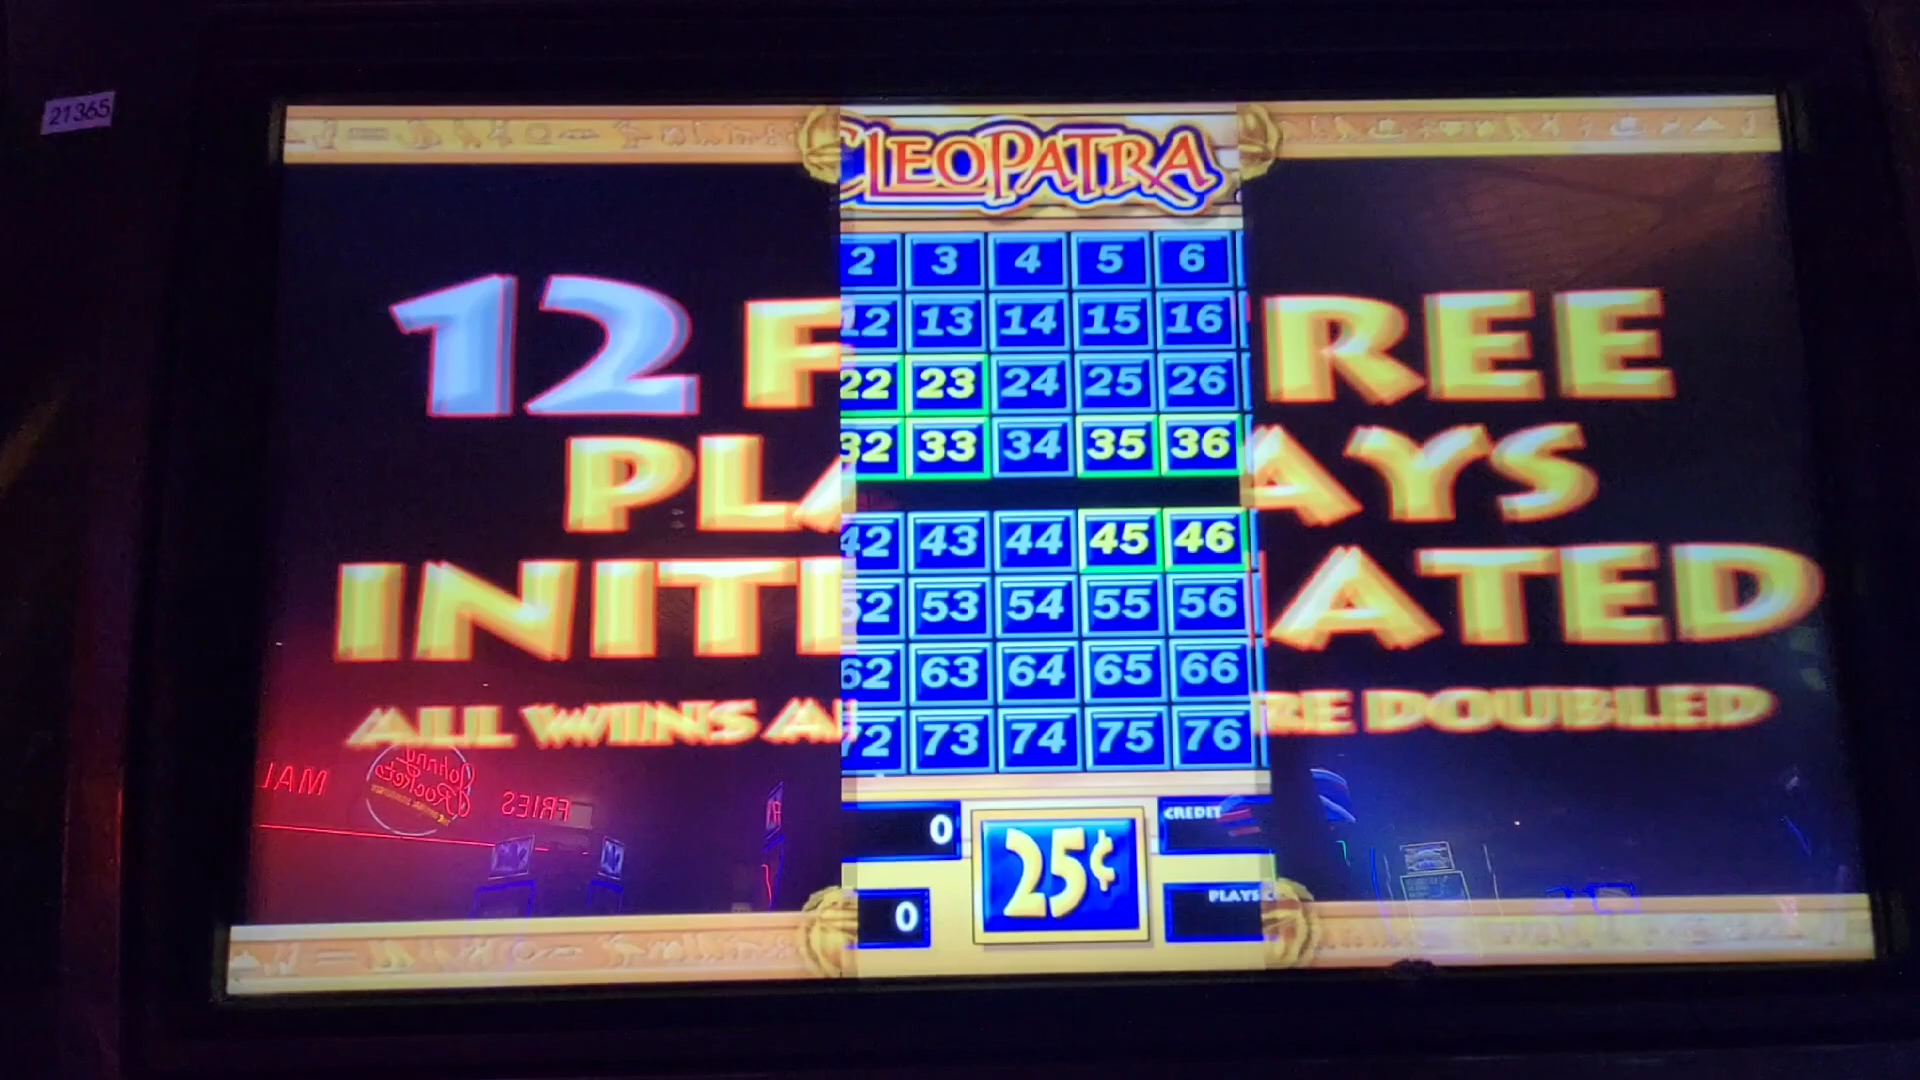 21365
CLEOPATRA
2 3 4 5 6
12 13 14 15 16
22 23 24 25 26
32 33 34 35 36
42 43 44 45 46
52 53 54 55 56
62 63 64 65 66
72 73 74 75 76
12 F REE
PLA AYS
INITI ATED
ALL WINS A RE DOUBLED
Johnny
Rockets
FRIES
0 25¢ CREDIT
0 PLAYS